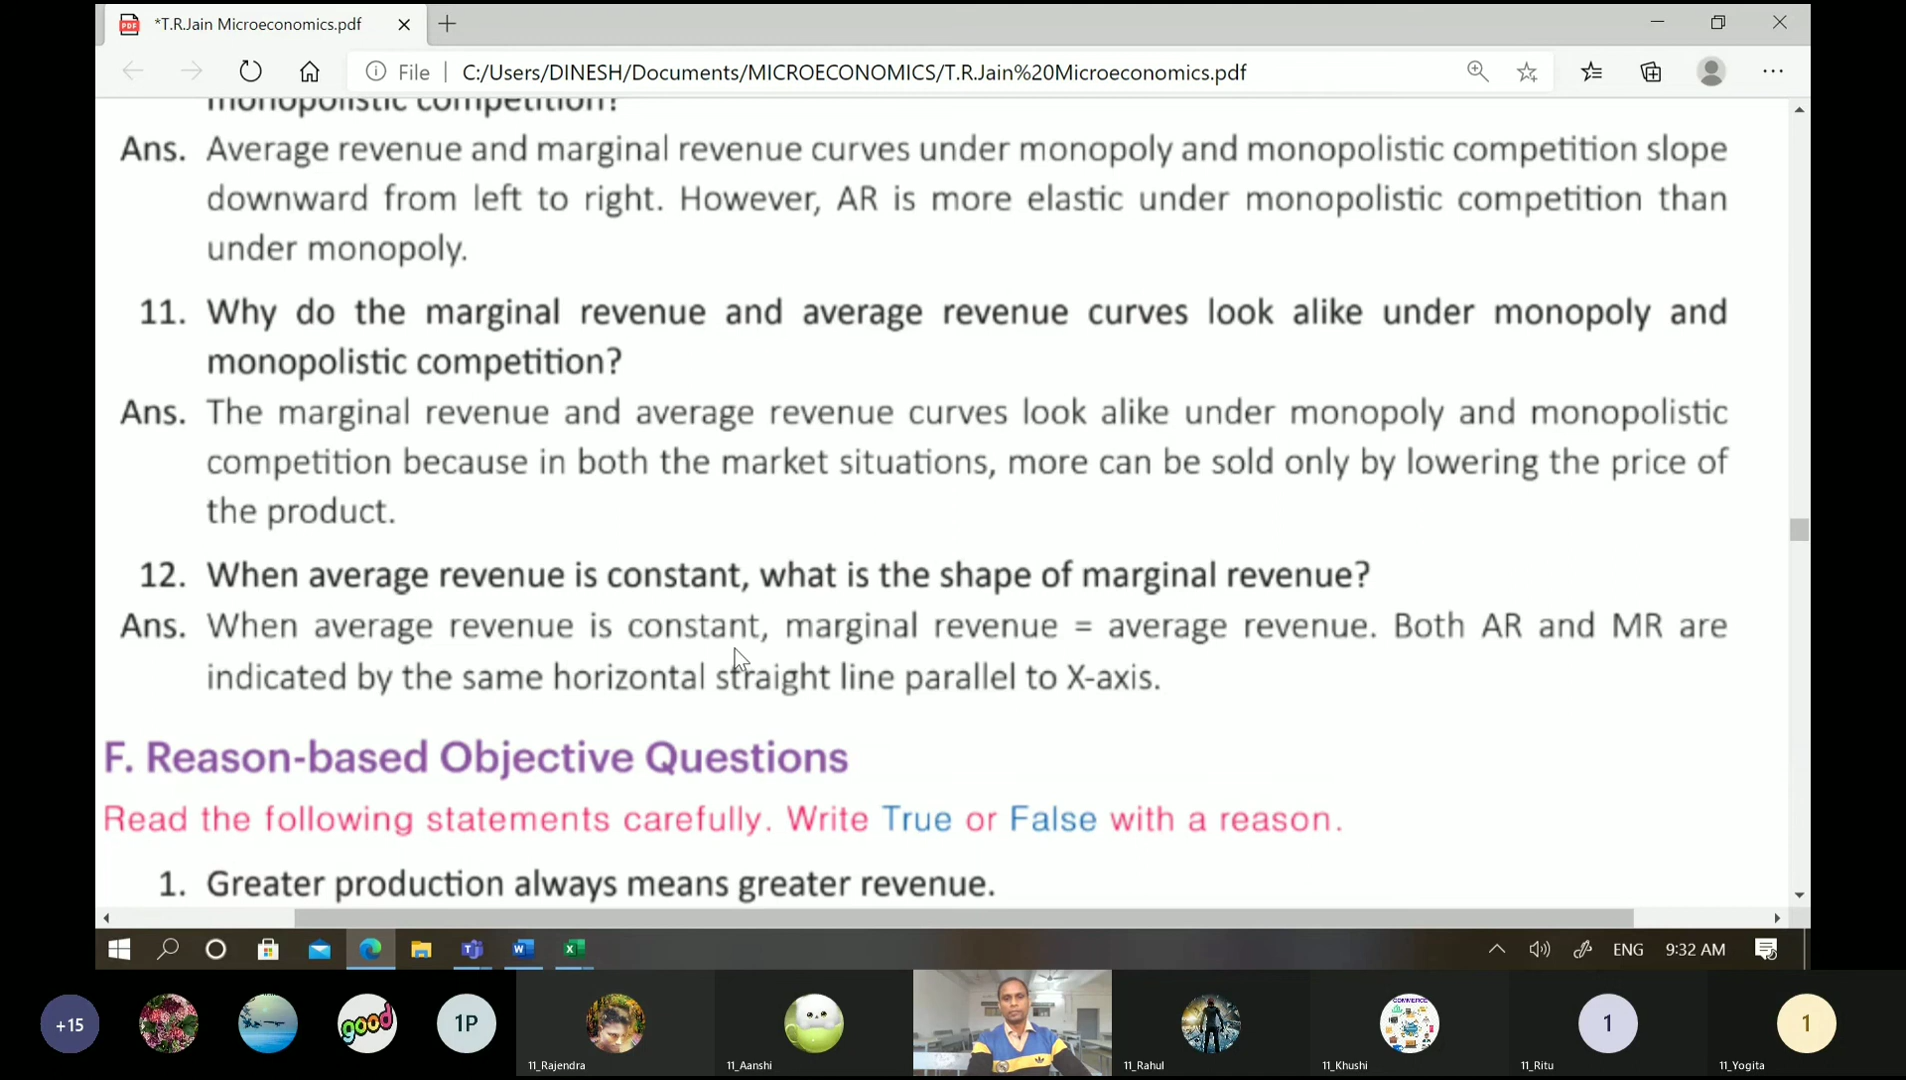 *T.R.Jain Microeconomics.pdf
File | C:/Users/DINESH/Documents/MICROECONOMICS/T.R.Jain%20Microeconomics.pdf
monopolistic competition?
Ans. Average revenue and marginal revenue curves under monopoly and monopolistic competition slope
downward from left to right. However, AR is more elastic under monopolistic competition than
under monopoly.
11. Why do the marginal revenue and average revenue curves look alike under monopoly and
monopolistic competition?
Ans. The marginal revenue and average revenue curves look alike under monopoly and monopolistic
competition because in both the market situations, more can be sold only by lowering the price of
the product.
12. When average revenue is constant, what is the shape of marginal revenue?
Ans. When average revenue is constant, marginal revenue = average revenue. Both AR and MR are
indicated by the same horizontal straight line parallel to X-axis.
F. Reason-based Objective Questions
Read the following statements carefully. Write True or False with a reason.
1. Greater production always means greater revenue.
ENG 9:32 AM
+15 good 1P COMMERCE 1 1
11_Rajendra 11_Aanshi 11_Rahul 11_Khushi 11_Ritu 11_Yogita